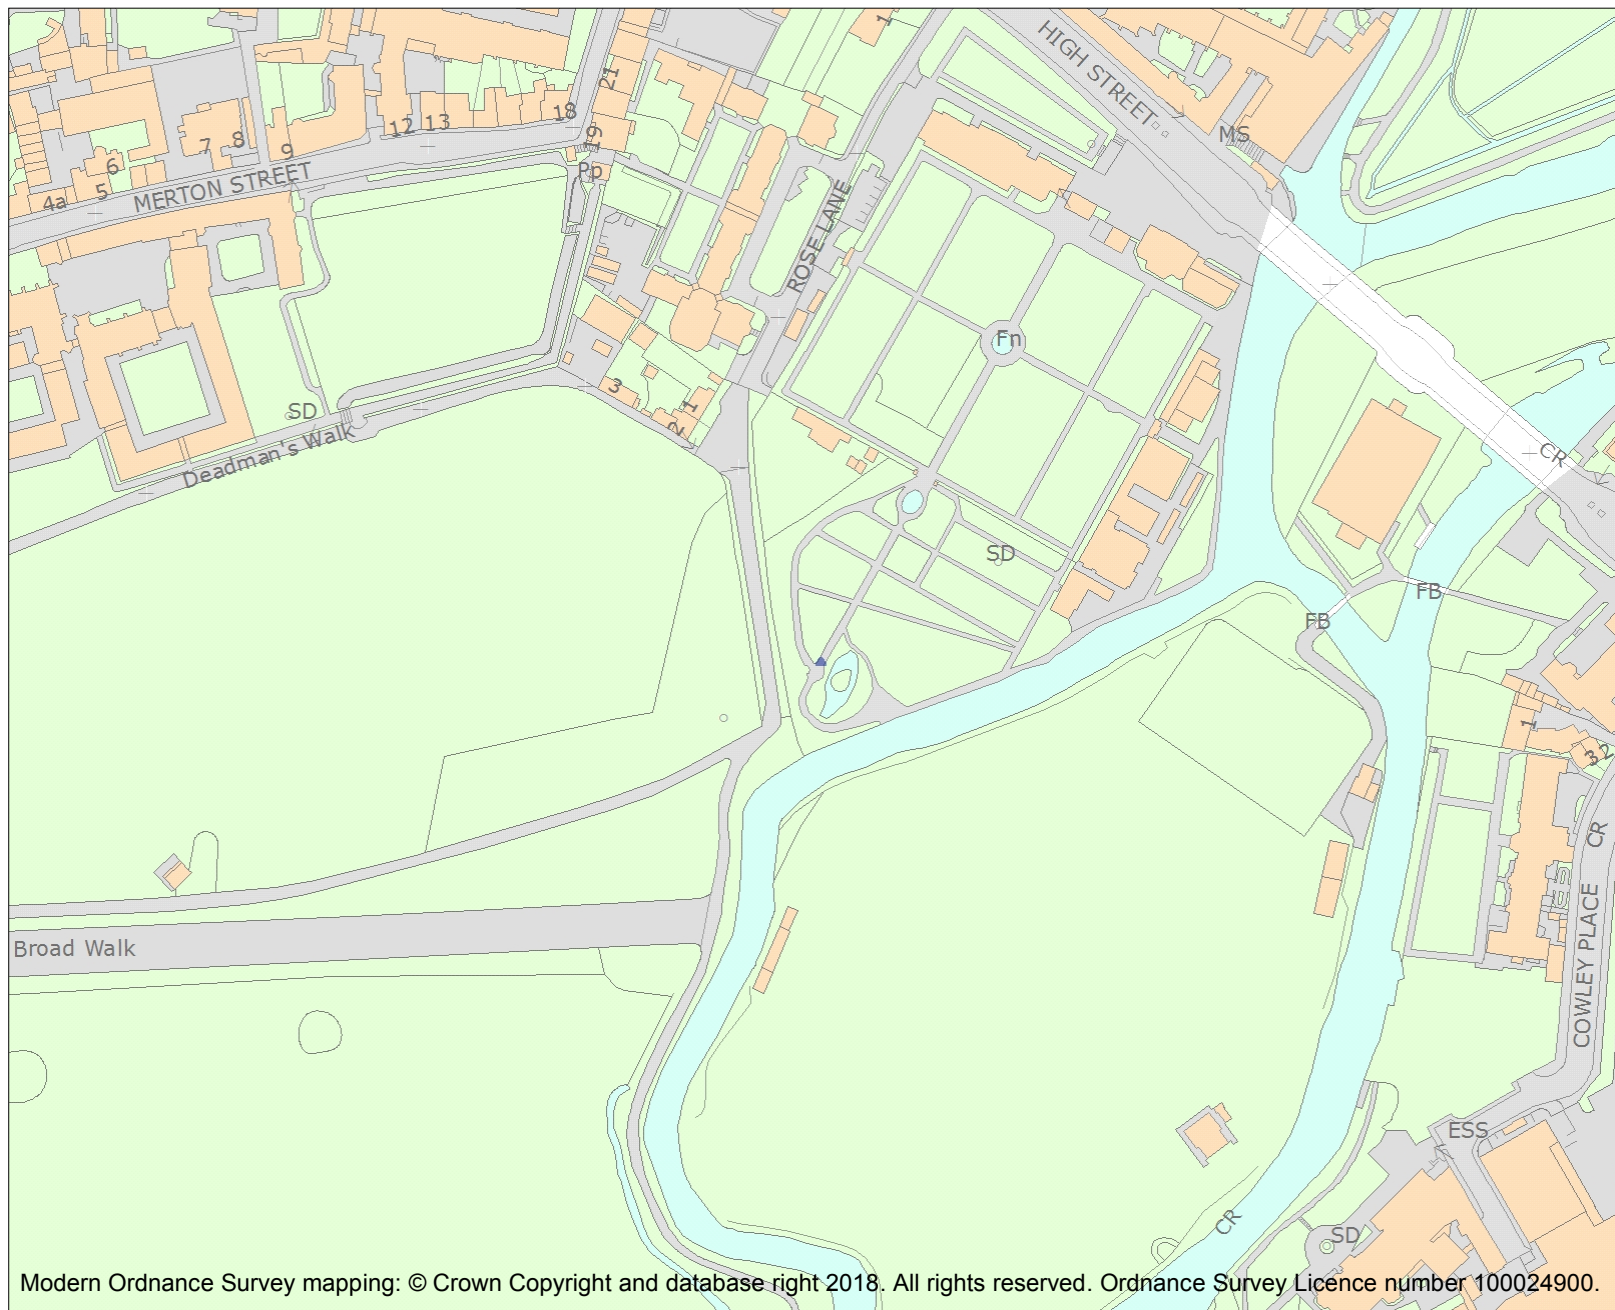 HIGH STREET
1
21
18
12 13
19
MS
7 8
9
6
5
4a
MERTON STREET
Pp
ROSE LANE
Fn
3
1
2
SD
Deadman's Walk
CR
SD
FB
FB
1
3 2
CR
Broad Walk
COWLEY PLACE
ESS
CR
SD
Modern Ordnance Survey mapping: © Crown Copyright and database right 2018. All rights reserved. Ordnance Survey Licence number 100024900.